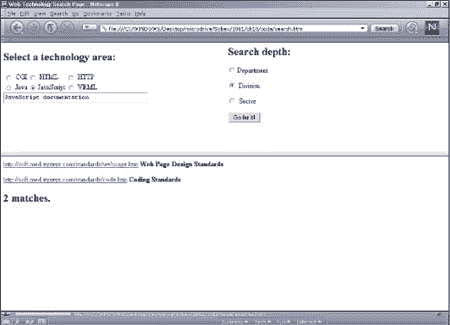 Web Technology Search Page - Netscape 6
File Edit View Search Go Bookmarks Tasks Help
Search
Select a technology area:
CGI HTML HTTP
Java JavaScript VRML
JavaScript documentation
Search depth:
Department
Division
Sector
Go for it!
Web Page Design Standards
Coding Standards
2 matches.